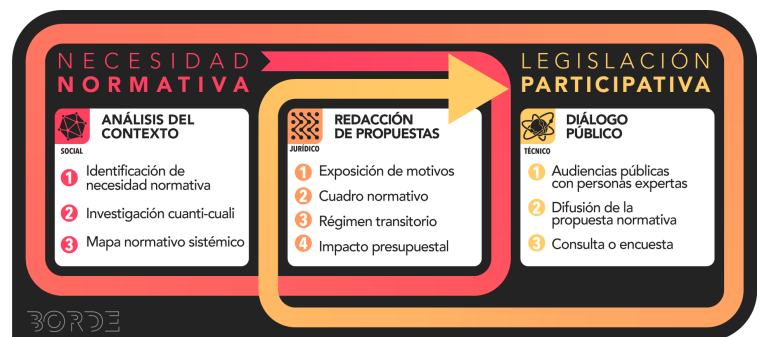 NECESIDAD
NORMATIVA
ANÁLISIS DEL
CONTEXTO
SOCIAL
1 Identificación de
necesidad normativa
2 Investigación cuanti-cuali
3 Mapa normativo sistémico
REDACCIÓN
DE PROPUESTAS
JURÍDICO
1 Exposición de motivos
2 Cuadro normativo
3 Régimen transitorio
4 Impacto presupuestal
LEGISLACIÓN
PARTICIPATIVA
DIÁLOGO
PÚBLICO
TÉCNICO
1 Audiencias públicas
con personas expertas
2 Difusión de la
propuesta normativa
3 Consulta o encuesta
BORDE